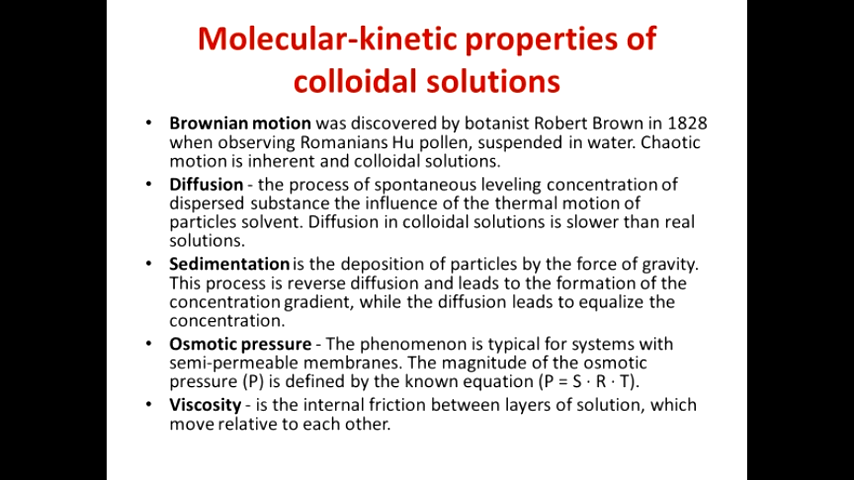 Molecular-kinetic properties of
colloidal solutions
• Brownian motion was discovered by botanist Robert Brown in 1828
when observing Romanians Hu pollen, suspended in water. Chaotic
motion is inherent and colloidal solutions.
• Diffusion - the process of spontaneous leveling concentration of
dispersed substance the influence of the thermal motion of
particles solvent. Diffusion in colloidal solutions is slower than real
solutions.
• Sedimentation is the deposition of particles by the force of gravity.
This process is reverse diffusion and leads to the formation of the
concentration gradient, while the diffusion leads to equalize the
concentration.
• Osmotic pressure - The phenomenon is typical for systems with
semi-permeable membranes. The magnitude of the osmotic
pressure (P) is defined by the known equation (P = S · R · T).
• Viscosity - is the internal friction between layers of solution, which
move relative to each other.